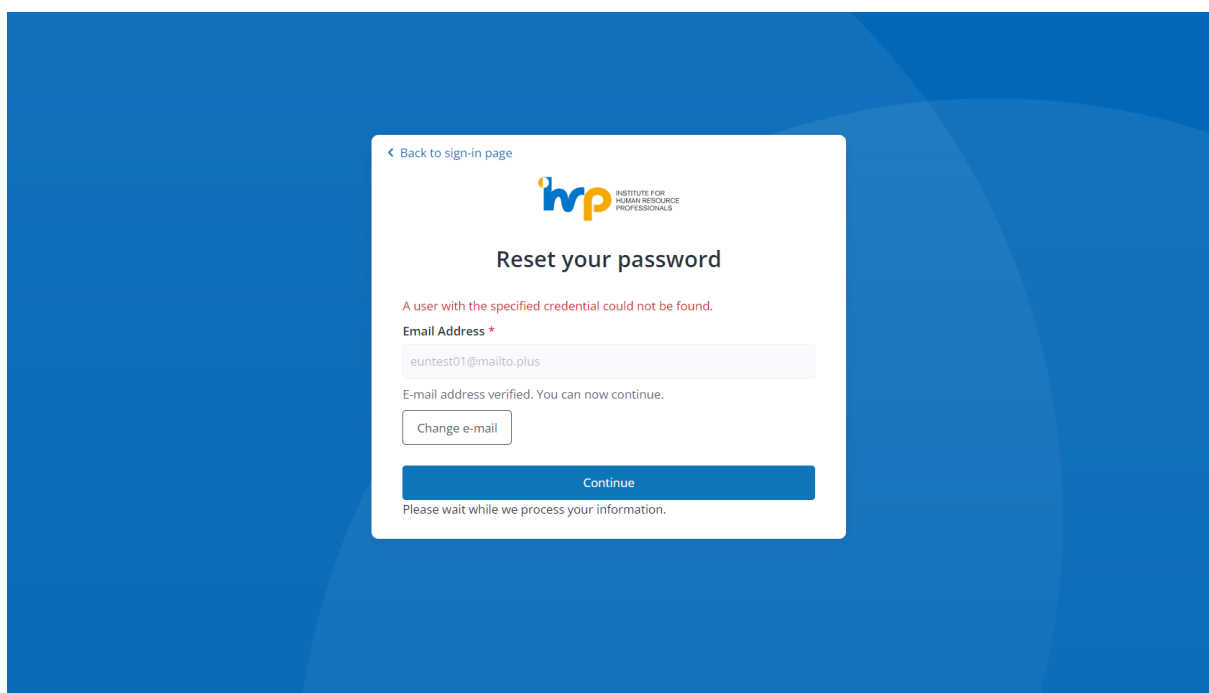 Back to sign-in page
ihrp
INSTITUTE FOR
HUMAN RESOURCE
PROFESSIONALS
Reset your password
A user with the specified credential could not be found.
Email Address *
euntest01@mailto.plus
E-mail address verified. You can now continue.
Change e-mail
Continue
Please wait while we process your information.